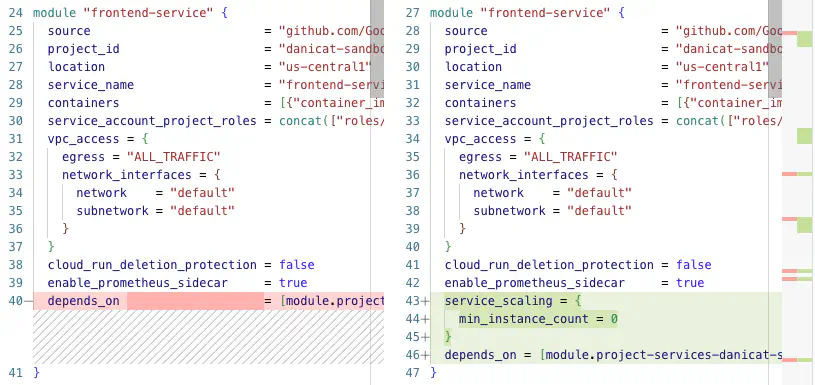 24 module "frontend-service" {
25 source = "github.com/Goo
26 project_id = "danicat-sandbo
27 location = "us-central1"
28 service_name = "frontend-serv
29 containers = [{"container_im
30 service_account_project_roles = concat(["roles/
31 vpc_access = {
32 egress = "ALL_TRAFFIC"
33 network_interfaces = {
34 network = "default"
35 subnetwork = "default"
36 }
37 }
38 cloud_run_deletion_protection = false
39 enable_prometheus_sidecar = true
40— depends_on = [module.project
41 }
27 module "frontend-service" {
28 source = "github.com/Goo
29 project_id = "danicat-sandbo
30 location = "us-central1"
31 service_name = "frontend-servi
32 containers = [{"container_im
33 service_account_project_roles = concat(["roles/
34 vpc_access = {
35 egress = "ALL_TRAFFIC"
36 network_interfaces = {
37 network = "default"
38 subnetwork = "default"
39 }
40 }
41 cloud_run_deletion_protection = false
42 enable_prometheus_sidecar = true
43+ service_scaling = {
44+ min_instance_count = 0
45+ }
46+ depends_on = [module.project-services-danicat-s
47 }